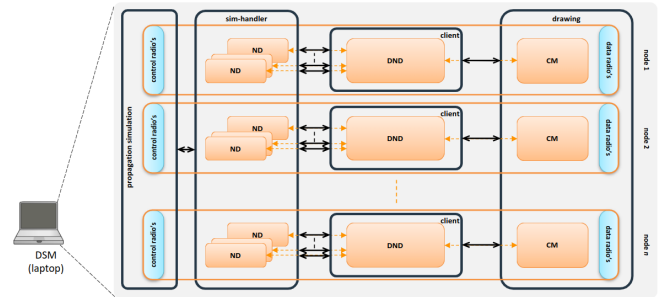 sim-handler
drawing
propagation simulation
control radio's
ND
ND
client
DND
CM
data radio's
node 1
control radio's
ND
ND
client
DND
CM
data radio's
node 2
control radio's
ND
ND
client
DND
CM
data radio's
node n
DSM
(laptop)